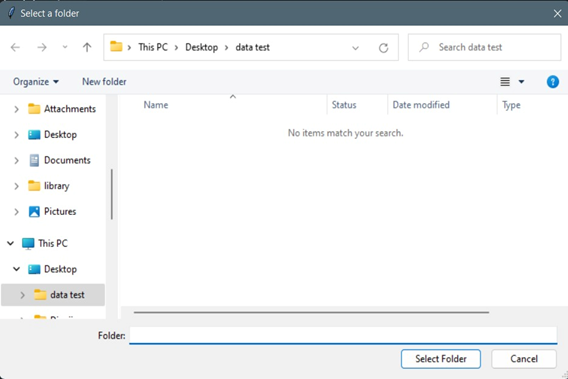 Select a folder
This PC > Desktop > data test
Search data test
Organize
New folder
Name
Status
Date modified
Type
No items match your search.
Attachments
Desktop
Documents
library
Pictures
This PC
Desktop
data test
Folder:
Select Folder
Cancel